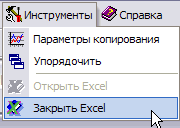 Инструменты Справка
Параметры копирования
Упорядочить
Открыть Excel
Закрыть Excel